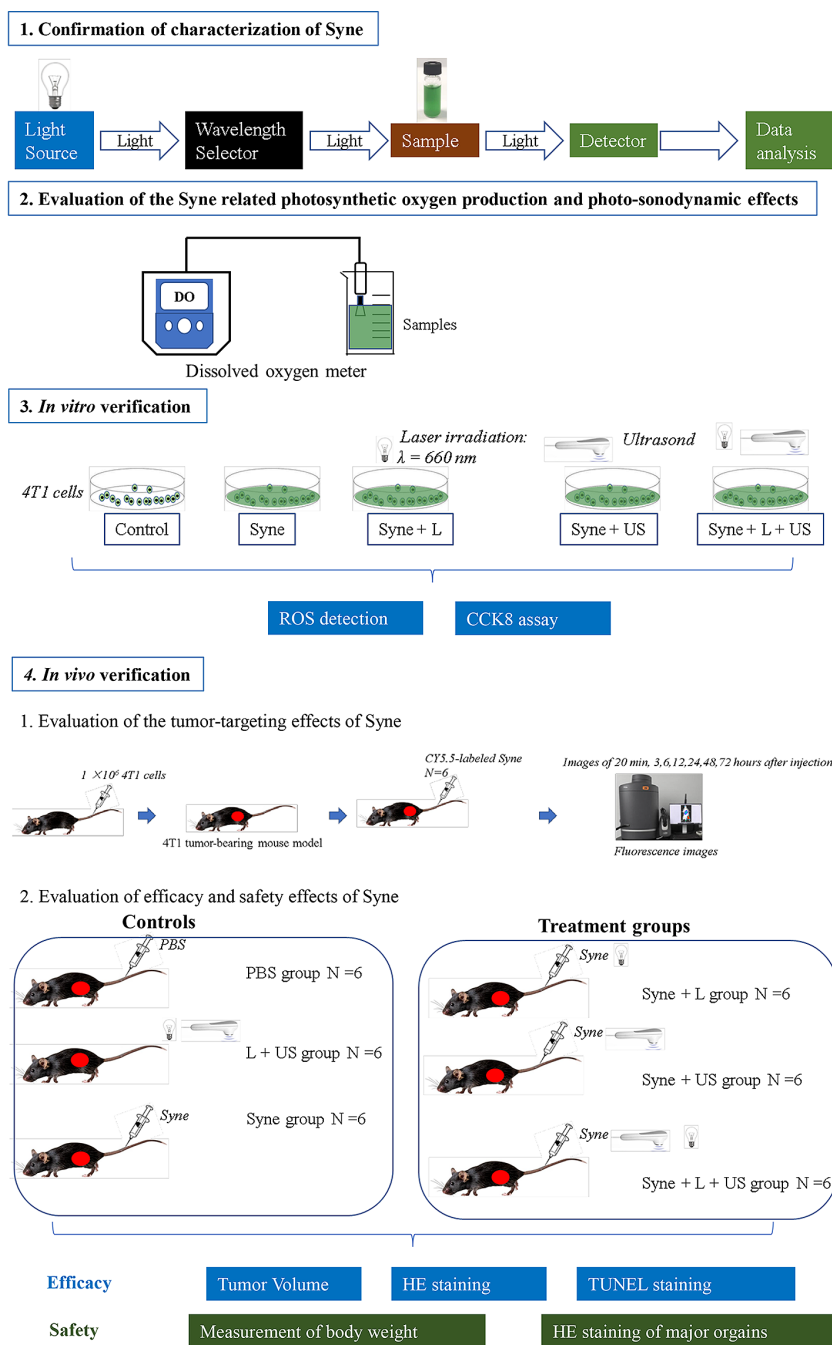 1. Confirmation of characterization of Syne
Light
Source
Light
Wavelength
Selector
Light
Sample
Light
Detector
Data
analysis
2. Evaluation of the Syne related photosynthetic oxygen production and photo-sonodynamic effects
DO
Samples
Dissolved oxygen meter
3. In vitro verification
Laser irradiation:
λ = 660 nm
Ultrasond
4T1 cells
Control
Syne
Syne + L
Syne + US
Syne + L + US
ROS detection
CCK8 assay
4. In vivo verification
1. Evaluation of the tumor-targeting effects of Syne
1 ×10⁶ 4T1 cells
4T1 tumor-bearing mouse model
CY5.5-labeled Syne
N=6
Images of 20 min, 3,6,12,24,48,72 hours after injection
Fluorescence images
2. Evaluation of efficacy and safety effects of Syne
Controls
PBS
PBS group N =6
L + US group N =6
Syne
Syne group N =6
Treatment groups
Syne
Syne + L group N =6
Syne
Syne + US group N =6
Syne
Syne + L + US group N =6
Efficacy
Tumor Volume
HE staining
TUNEL staining
Safety
Measurement of body weight
HE staining of major orgains